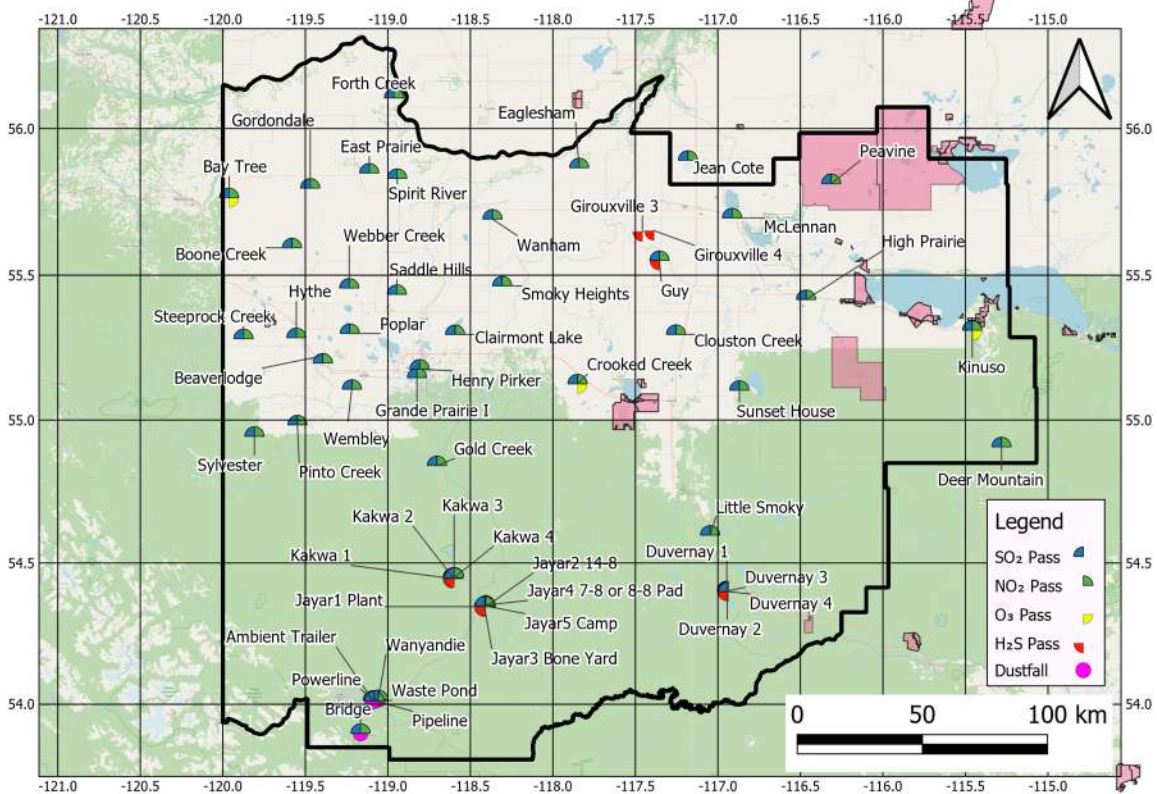 -121.0 -120.0 -119.5 -119.0 -118.5 -118.0 -117.5 -117.0 -116.5 -116.0 -115.5 -115.0
Forth Creek
Gordondale
Eaglesham
56.0
56.0
East Prairie
Bay Tree
Jean Cote
Peavine
Spirit River
Girouxville 3
Webber Creek
Wanham
McLennan
Boone Creek
High Prairie
Girouxville 4
Saddle Hills
55.5
55.5
Hythe
Smoky Heights
Guy
Steeprock Creek
Poplar
Clairmont Lake
Clouston Creek
Crooked Creek
Kinuso
Beaverlodge
Henry Pirker
Grande Prairie I
Sunset House
55.0
55.0
Wembley
Gold Creek
Sylvester
Pinto Creek
Deer Mountain
Kakwa 3
Little Smoky
Kakwa 2
Kakwa 4
Legend
Kakwa 1
Duvernay 1
SO₂ Pass
Jayar2 14-8
54.5
Duvernay 3
NO₂ Pass
Jayar4 7-8 or 8-8 Pad
Jayar1 Plant
Duvernay 4
O₃ Pass
Jayar5 Camp
Duvernay 2
Ambient Trailer
Wanyandie
H₂S Pass
Jayar3 Bone Yard
Dustfall
Powerline
Waste Pond
54.0
54.0
Bridge
Pipeline
0 50 100 km
-121.0 -120.0 -119.5 -119.0 -118.5 -118.0 -117.5 -117.0 -116.5 -116.0 -115.5 -115.0